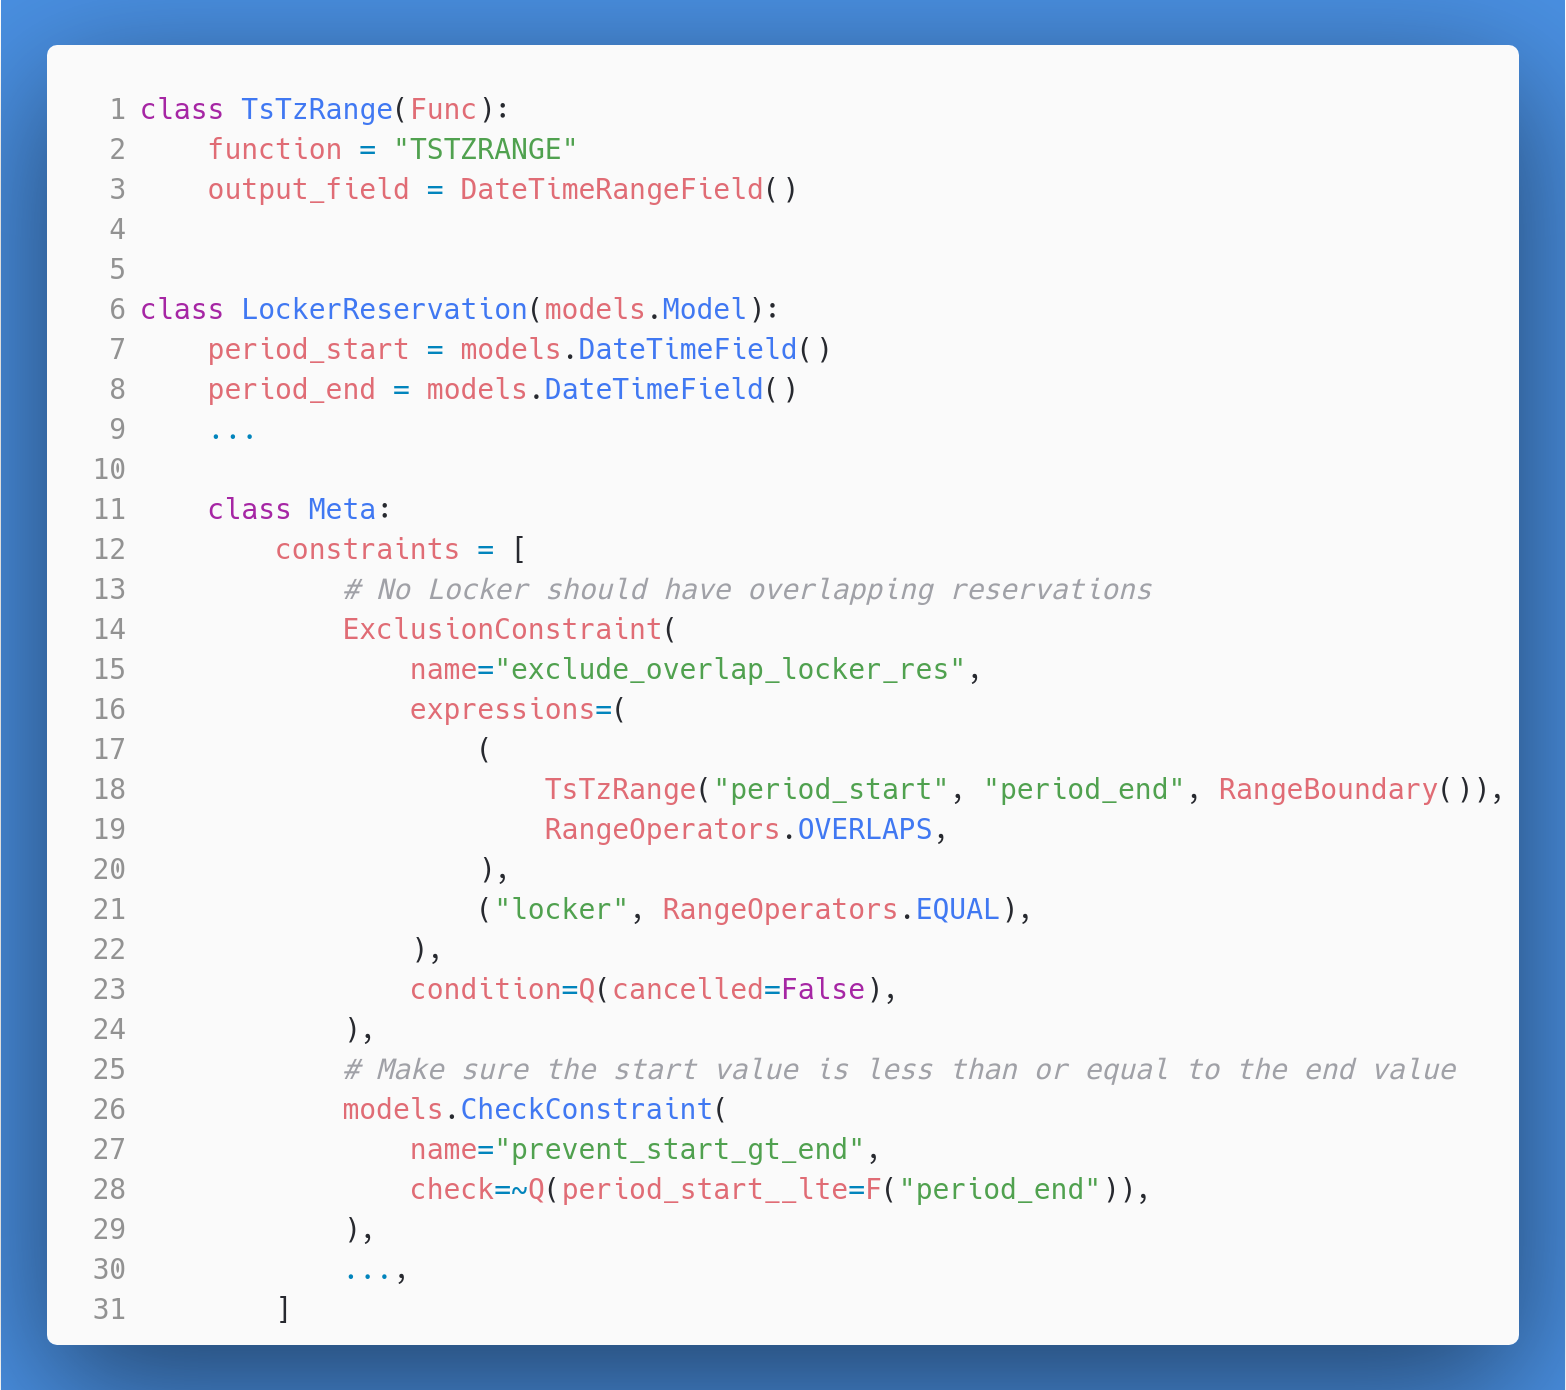 1 class TsTzRange(Func):
2     function = "TSTZRANGE"
3     output_field = DateTimeRangeField()
4
5
6 class LockerReservation(models.Model):
7     period_start = models.DateTimeField()
8     period_end = models.DateTimeField()
9     ...
10
11     class Meta:
12         constraints = [
13             # No Locker should have overlapping reservations
14             ExclusionConstraint(
15                 name="exclude_overlap_locker_res",
16                 expressions=(
17                     (
18                         TsTzRange("period_start", "period_end", RangeBoundary()),
19                         RangeOperators.OVERLAPS,
20                     ),
21                     ("locker", RangeOperators.EQUAL),
22                 ),
23                 condition=Q(cancelled=False),
24             ),
25             # Make sure the start value is less than or equal to the end value
26             models.CheckConstraint(
27                 name="prevent_start_gt_end",
28                 check=~Q(period_start__lte=F("period_end")),
29             ),
30             ...,
31         ]